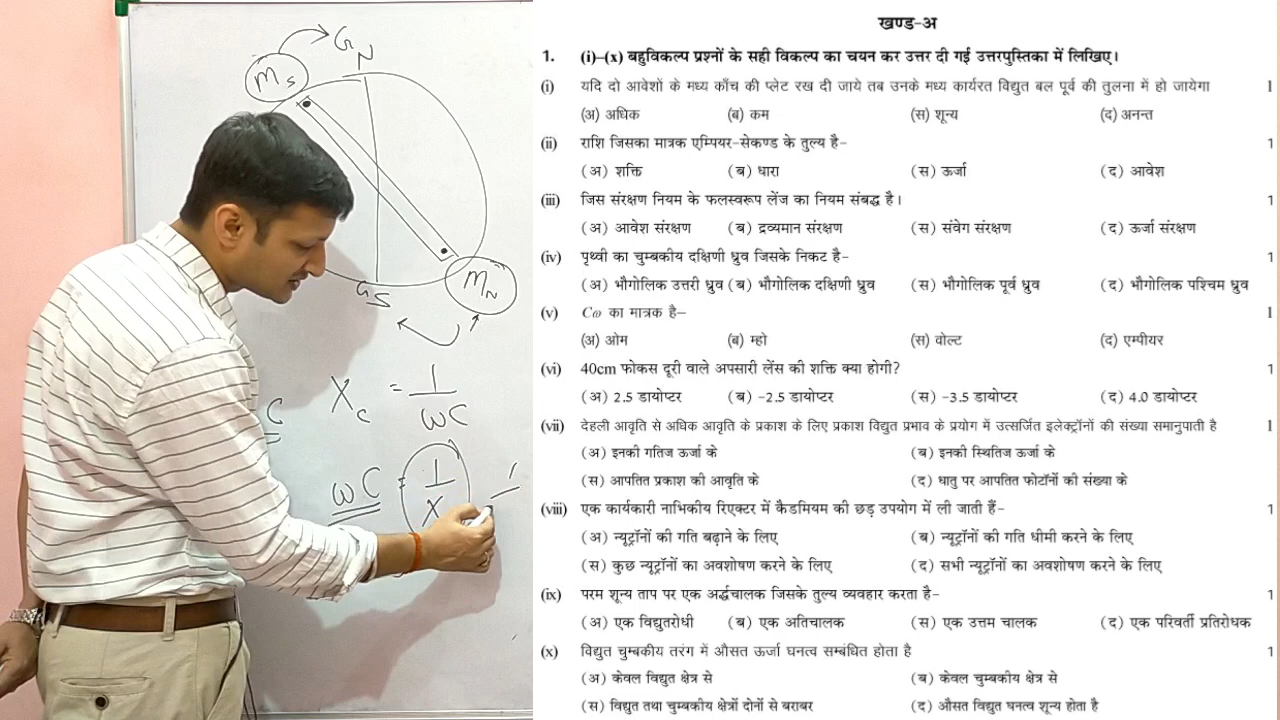 G N
m s
G S
m N
X c = 1 / ωC
C
ωC = 1 / X
1
खण्ड-अ
1. (i)–(x) बहुविकल्प प्रश्नों के सही विकल्प का चयन कर उत्तर दी गई उत्तरपुस्तिका में लिखिए।
(i) यदि दो आवेशों के मध्य काँच की प्लेट रख दी जाये तब उनके मध्य कार्यरत विद्युत बल पूर्व की तुलना में हो जायेगा 1
(अ) अधिक (ब) कम (स) शून्य (द) अनन्त
(ii) राशि जिसका मात्रक एम्पियर-सेकण्ड के तुल्य है– 1
(अ) शक्ति (ब) धारा (स) ऊर्जा (द) आवेश
(iii) जिस संरक्षण नियम के फलस्वरूप लेंज का नियम संबद्ध है। 1
(अ) आवेश संरक्षण (ब) द्रव्यमान संरक्षण (स) संवेग संरक्षण (द) ऊर्जा संरक्षण
(iv) पृथ्वी का चुम्बकीय दक्षिणी ध्रुव जिसके निकट है– 1
(अ) भौगोलिक उत्तरी ध्रुव (ब) भौगोलिक दक्षिणी ध्रुव (स) भौगोलिक पूर्व ध्रुव (द) भौगोलिक पश्चिम ध्रुव
(v) Cω का मात्रक है– 1
(अ) ओम (ब) म्हो (स) वोल्ट (द) एम्पीयर
(vi) 40cm फोकस दूरी वाले अपसारी लेंस की शक्ति क्या होगी? 1
(अ) 2.5 डायोप्टर (ब) -2.5 डायोप्टर (स) -3.5 डायोप्टर (द) 4.0 डायोप्टर
(vii) देहली आवृति से अधिक आवृति के प्रकाश के लिए प्रकाश विद्युत प्रभाव के प्रयोग में उत्सर्जित इलेक्ट्रॉनों की संख्या समानुपाती है 1
(अ) इनकी गतिज ऊर्जा के (ब) इनकी स्थितिज ऊर्जा के
(स) आपतित प्रकाश की आवृति के (द) धातु पर आपतित फोटॉनों की संख्या के
(viii) एक कार्यकारी नाभिकीय रिएक्टर में कैडमियम की छड़ उपयोग में ली जाती हैं– 1
(अ) न्यूट्रॉनों की गति बढ़ाने के लिए (ब) न्यूट्रॉनों की गति धीमी करने के लिए
(स) कुछ न्यूट्रॉनों का अवशोषण करने के लिए (द) सभी न्यूट्रॉनों का अवशोषण करने के लिए
(ix) परम शून्य ताप पर एक अर्द्धचालक जिसके तुल्य व्यवहार करता है– 1
(अ) एक विद्युतरोधी (ब) एक अतिचालक (स) एक उत्तम चालक (द) एक परिवर्ती प्रतिरोधक
(x) विद्युत चुम्बकीय तरंग में औसत ऊर्जा घनत्व सम्बंधित होता है 1
(अ) केवल विद्युत क्षेत्र से (ब) केवल चुम्बकीय क्षेत्र से
(स) विद्युत तथा चुम्बकीय क्षेत्रों दोनों से बराबर (द) औसत विद्युत घनत्व शून्य होता है